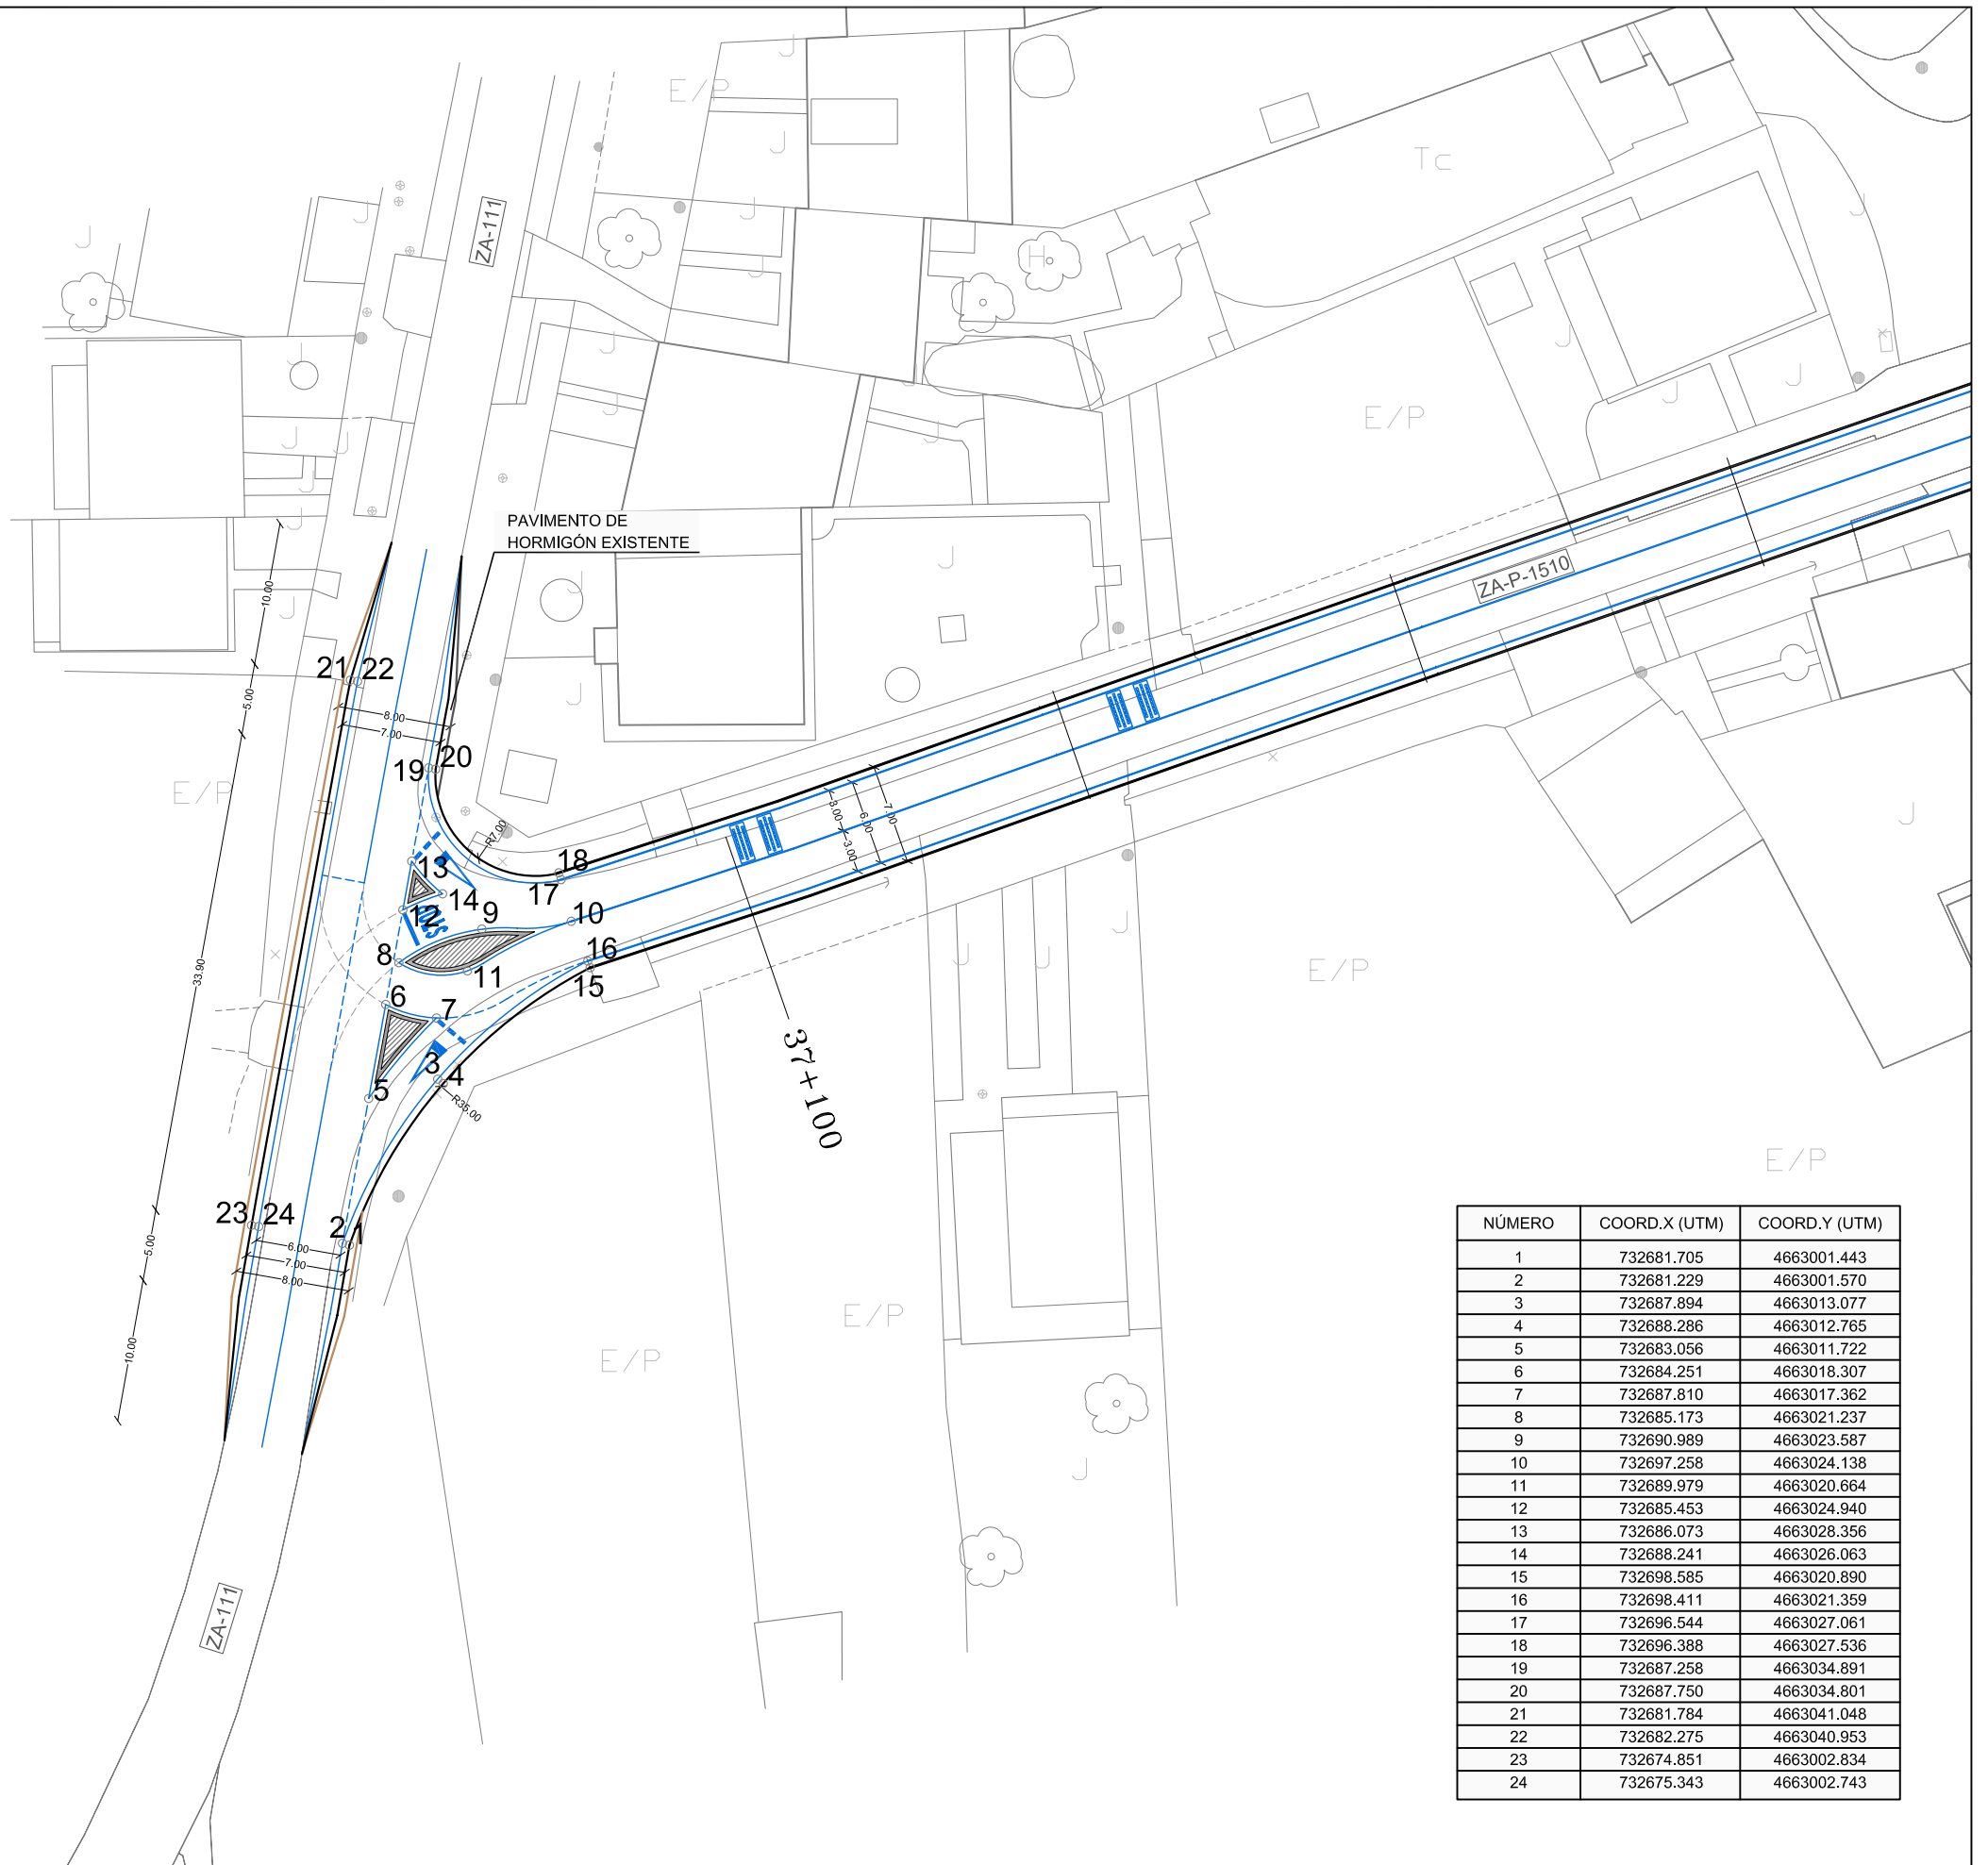 J
E/P
J
Tc
ZA-111
J
J
J
J
J
H
J
J
J
J
J
E/P
J
J
J
J
J
J
PAVIMENTO DE
HORMIGÓN EXISTENTE
J
J
J
J
ZA-P-1510
10.00
21
22
5.00
J
8.00
7.00
20
19
E/P
3.00
6.00
7.00
3.00
R7.00
J
18
13
17
14
12
STOP
9
10
8
16
11
15
J
J
J
E/P
33.90
6
7
37+100
3
4
5
R35.00
E/P
23
24
2
1
6.00
7.00
8.00
5.00
10.00
E/P
E/P
J
ZA-111
NÚMERO COORD.X (UTM) COORD.Y (UTM)
1 732681.705 4663001.443
2 732681.229 4663001.570
3 732687.894 4663013.077
4 732688.286 4663012.765
5 732683.056 4663011.722
6 732684.251 4663018.307
7 732687.810 4663017.362
8 732685.173 4663021.237
9 732690.989 4663023.587
10 732697.258 4663024.138
11 732689.979 4663020.664
12 732685.453 4663024.940
13 732686.073 4663028.356
14 732688.241 4663026.063
15 732698.585 4663020.890
16 732698.411 4663021.359
17 732696.544 4663027.061
18 732696.388 4663027.536
19 732687.258 4663034.891
20 732687.750 4663034.801
21 732681.784 4663041.048
22 732682.275 4663040.953
23 732674.851 4663002.834
24 732675.343 4663002.743